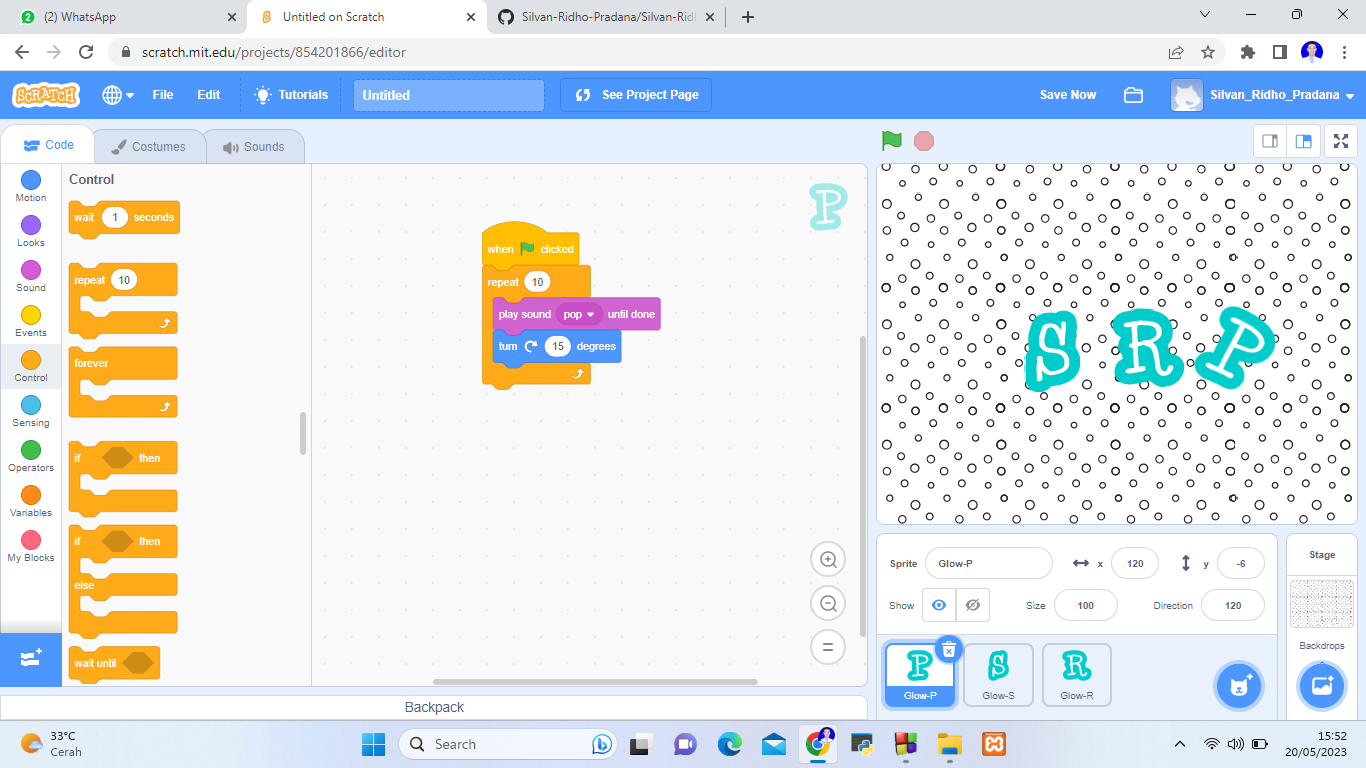 (2) WhatsApp
Untitled on Scratch
Silvan-Ridho-Pradana/Silvan-Rid
scratch.mit.edu/projects/854201866/editor
SCRATCH
File
Edit
Tutorials
Untitled
See Project Page
Save Now
Silvan_Ridho_Pradana
Code
Costumes
Sounds
Motion
Looks
Sound
Events
Control
Sensing
Operators
Variables
My Blocks
Control
wait 1 seconds
repeat 10
forever
if then
if then
else
wait until
P
when clicked
repeat 10
play sound pop until done
turn 15 degrees
S R P
Sprite Glow-P x 120 y -6
Show Size 100 Direction 120
P
Glow-P
S
Glow-S
R
Glow-R
Stage
Backdrops
Backpack
33°C
Cerah
Search
15:52
20/05/2023